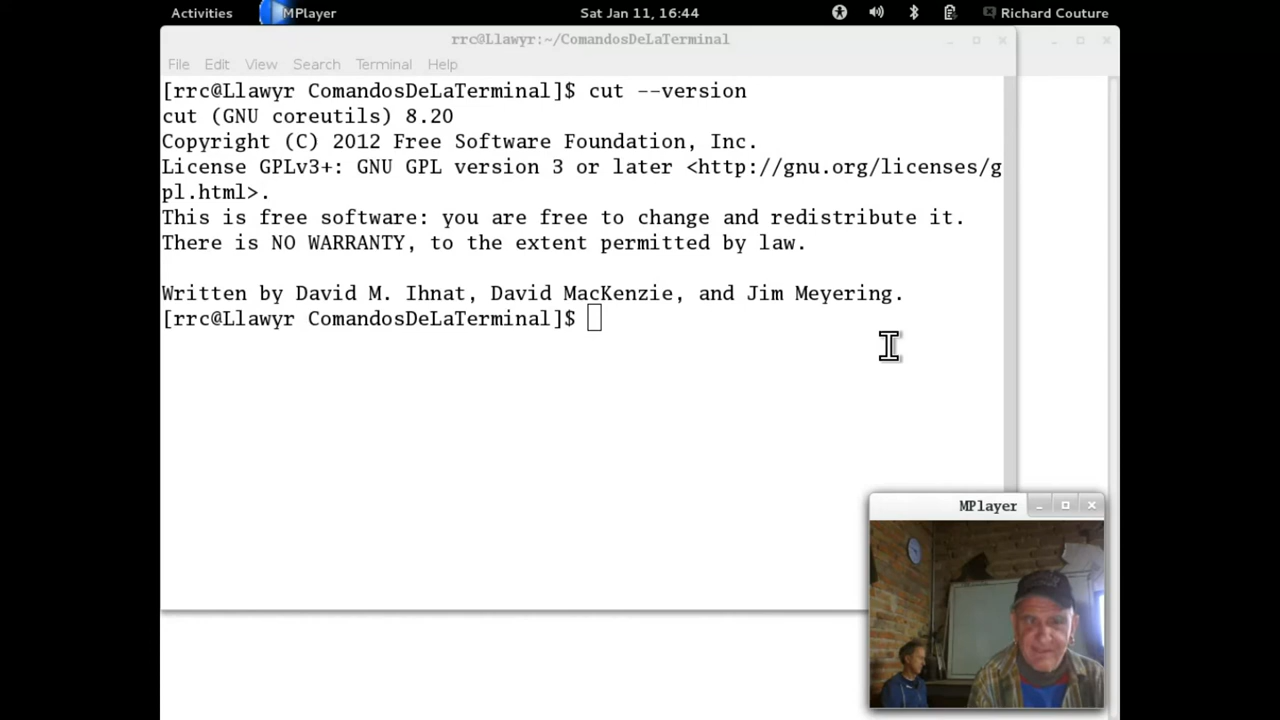 Activities MPlayer Sat Jan 11, 16:44 Richard Couture
rrc@Llawyr:~/ComandosDeLaTerminal
File Edit View Search Terminal Help
[rrc@Llawyr ComandosDeLaTerminal]$ cut --version
cut (GNU coreutils) 8.20
Copyright (C) 2012 Free Software Foundation, Inc.
License GPLv3+: GNU GPL version 3 or later <http://gnu.org/licenses/g
pl.html>.
This is free software: you are free to change and redistribute it.
There is NO WARRANTY, to the extent permitted by law.
Written by David M. Ihnat, David MacKenzie, and Jim Meyering.
[rrc@Llawyr ComandosDeLaTerminal]$
MPlayer